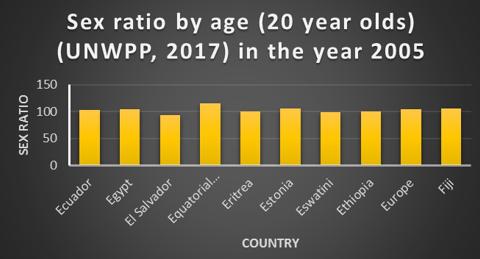 Sex ratio by age (20 year olds)
(UNWPP, 2017) in the year 2005
150
100
50
0
SEX RATIO
Ecuador
Egypt
El Salvador
Equatorial...
Eritrea
Estonia
Eswatini
Ethiopia
Europe
Fiji
COUNTRY